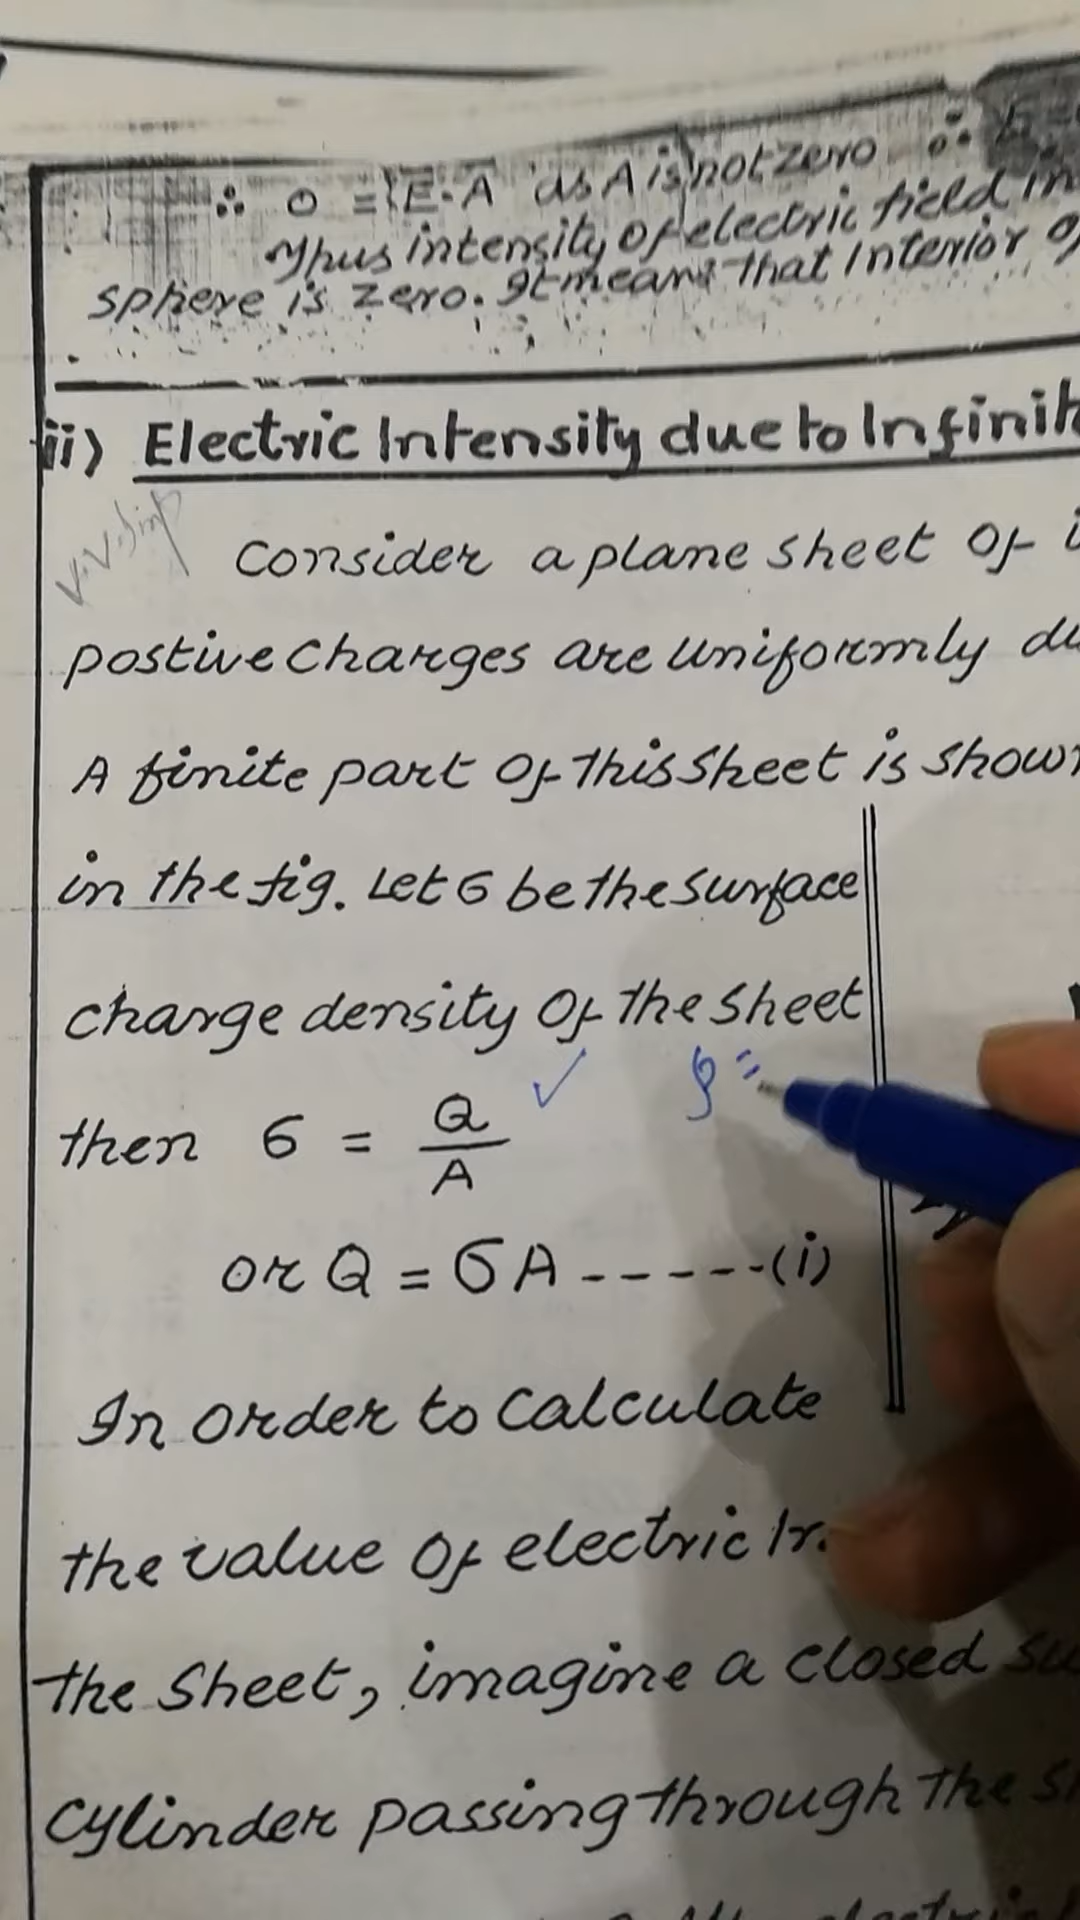 ∴ 0 = E·A as A is not zero ∴ E =
Thus intensity of electric field in
sphere is zero. It means that Interior of
ii) Electric Intensity due to Infinit
V.V.Imp
Consider a plane sheet of i
postive charges are uniformly
A finite part of this sheet is show
in the fig. Let σ be the surface
charge density of the sheet
then σ = Q/A ✓ ρ =
or Q = σA ------(i)
In order to calculate
the value of electric In
the sheet, imagine a closed su
cylinder passing through the s